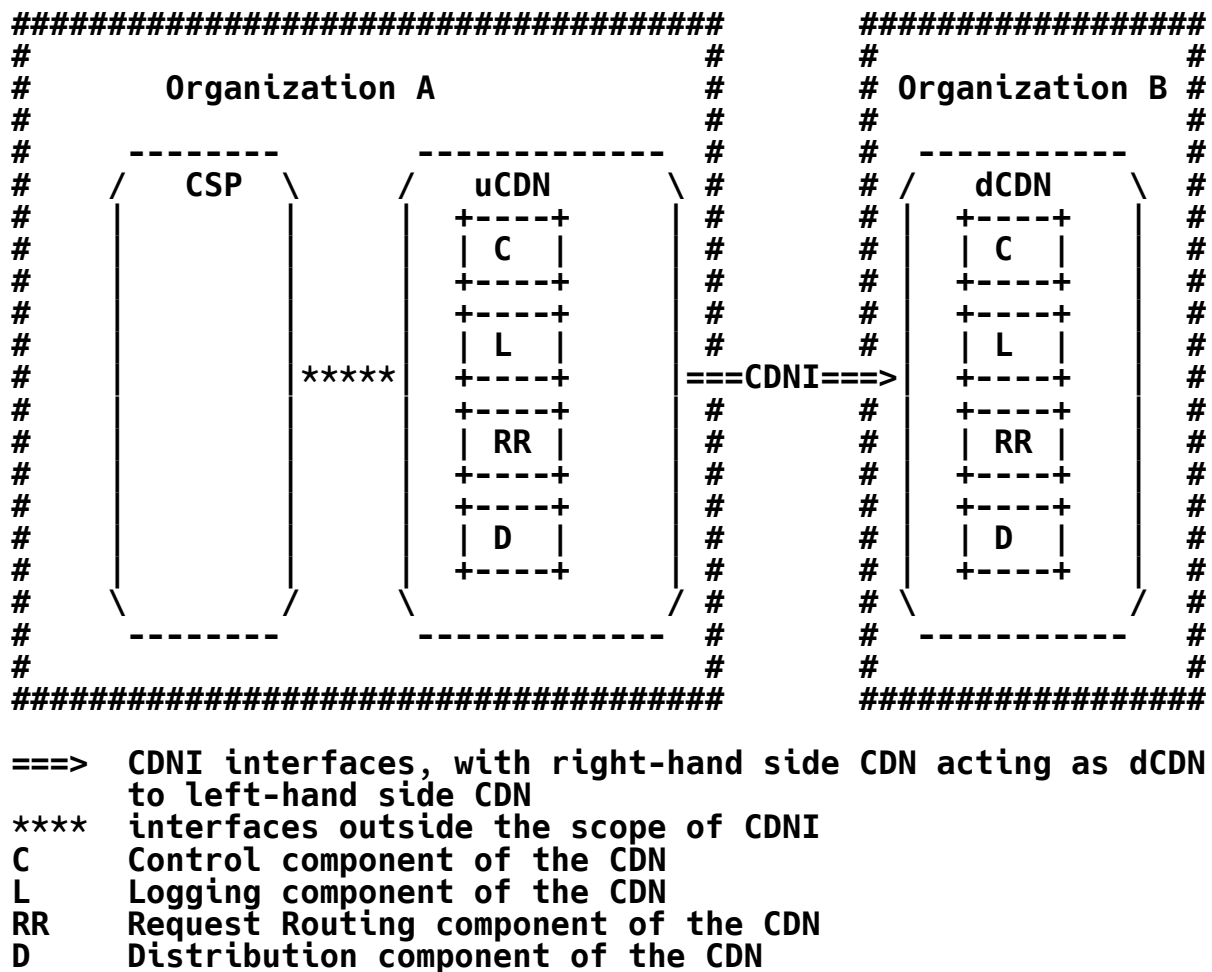 #####################################       ##################
#                                   #       #                #
#       Organization A              #       # Organization B #
#                                   #       #                #
#     --------       -------------  #       #  -----------   #
#    /   CSP  \     /   uCDN      \ #       # /   dCDN    \  #
#    |        |     |  +----+     | #       # |  +----+   |  #
#    |        |     |  | C  |     | #       # |  | C  |   |  #
#    |        |     |  +----+     | #       # |  +----+   |  #
#    |        |     |  +----+     | #       # |  +----+   |  #
#    |        |     |  | L  |     | #       # |  | L  |   |  #
#    |        |*****|  +----+     |===CDNI===>|  +----+   |  #
#    |        |     |  +----+     | #       # |  +----+   |  #
#    |        |     |  | RR |     | #       # |  | RR |   |  #
#    |        |     |  +----+     | #       # |  +----+   |  #
#    |        |     |  +----+     | #       # |  +----+   |  #
#    |        |     |  | D  |     | #       # |  | D  |   |  #
#    |        |     |  +----+     | #       # |  +----+   |  #
#    \        /     \             / #       # \           /  #
#     --------       -------------  #       #  -----------   #
#                                   #       #                #
#####################################       ##################
===>  CDNI interfaces, with right-hand side CDN acting as dCDN
      to left-hand side CDN
****  interfaces outside the scope of CDNI
C     Control component of the CDN
L     Logging component of the CDN
RR    Request Routing component of the CDN
D     Distribution component of the CDN